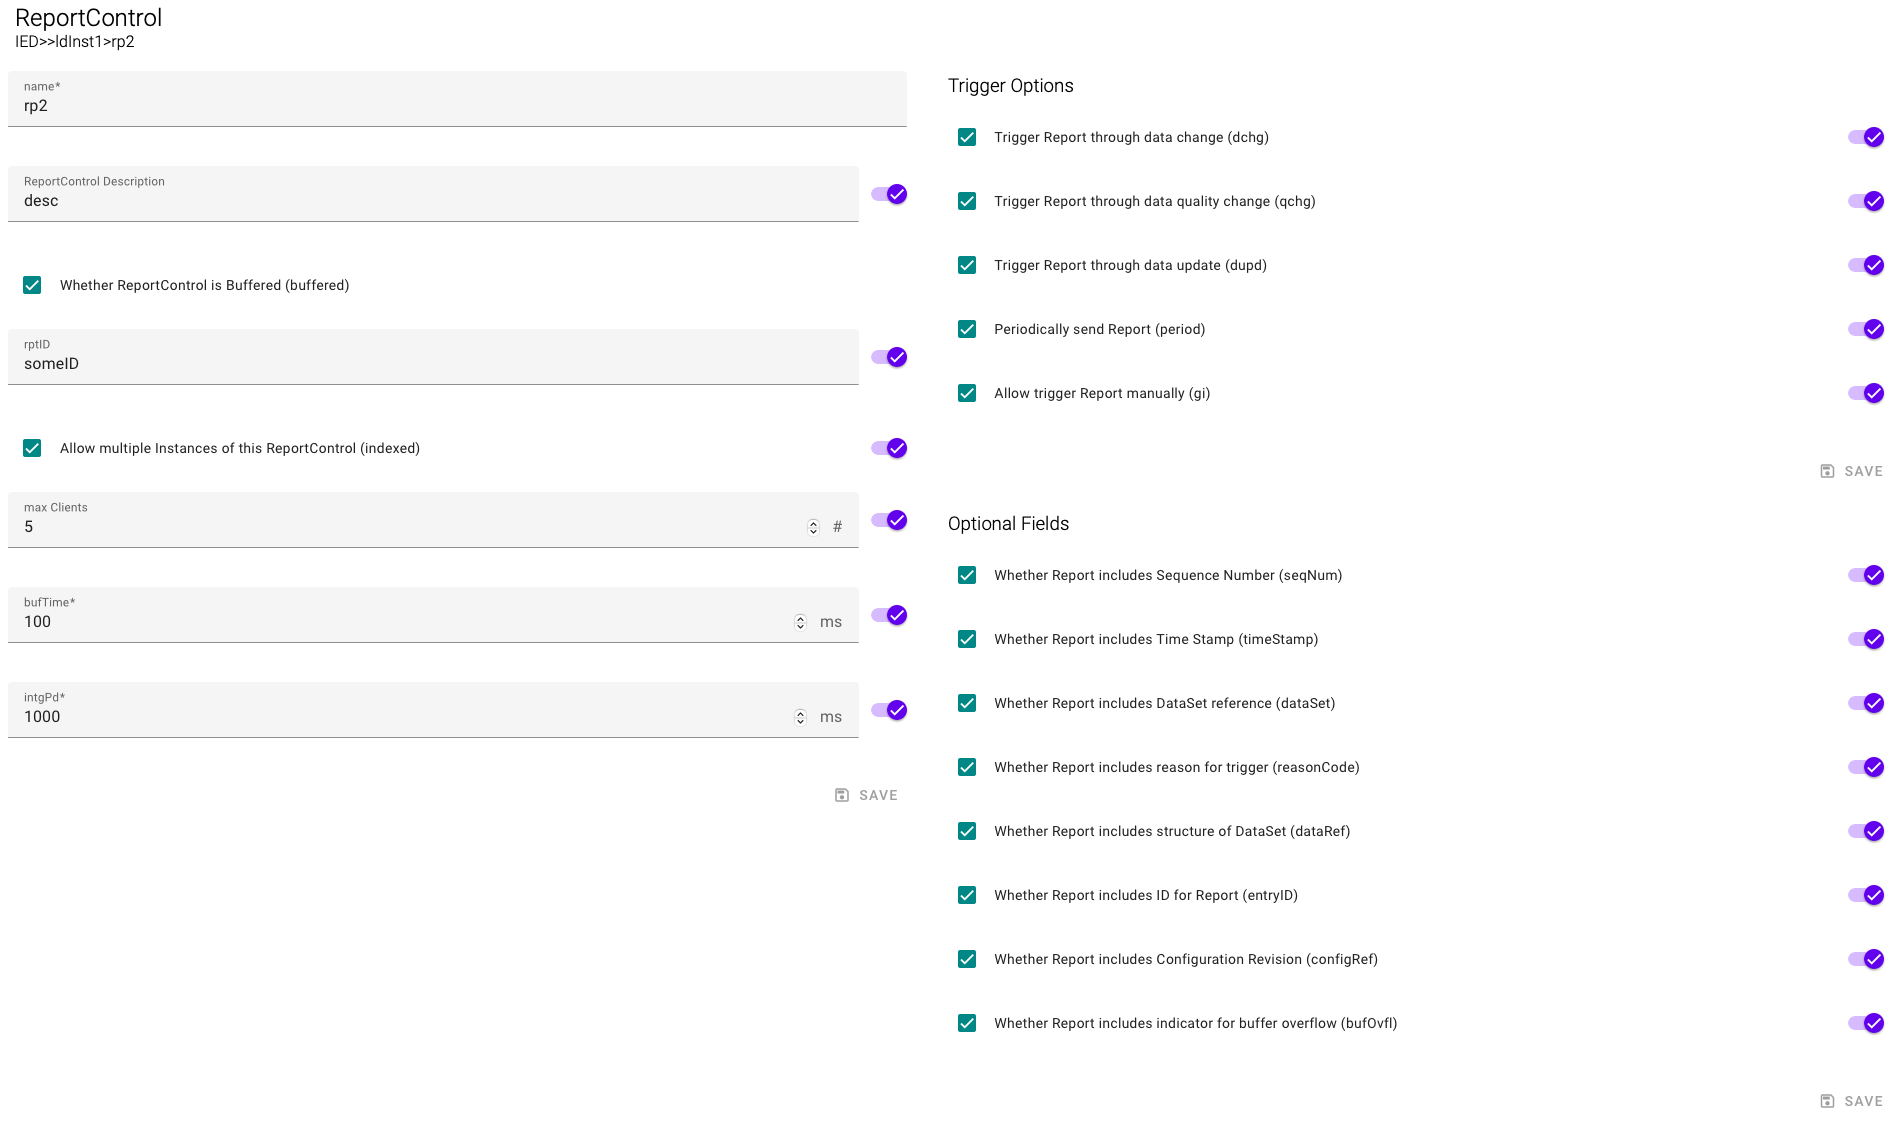 ReportControl
IED>>ldInst1>rp2
name*
rp2
ReportControl Description
desc
Whether ReportControl is Buffered (buffered)
rptID
someID
Allow multiple Instances of this ReportControl (indexed)
max Clients
5 #
bufTime*
100 ms
intgPd*
1000 ms
SAVE
Trigger Options
Trigger Report through data change (dchg)
Trigger Report through data quality change (qchg)
Trigger Report through data update (dupd)
Periodically send Report (period)
Allow trigger Report manually (gi)
SAVE
Optional Fields
Whether Report includes Sequence Number (seqNum)
Whether Report includes Time Stamp (timeStamp)
Whether Report includes DataSet reference (dataSet)
Whether Report includes reason for trigger (reasonCode)
Whether Report includes structure of DataSet (dataRef)
Whether Report includes ID for Report (entryID)
Whether Report includes Configuration Revision (configRef)
Whether Report includes indicator for buffer overflow (bufOvfl)
SAVE